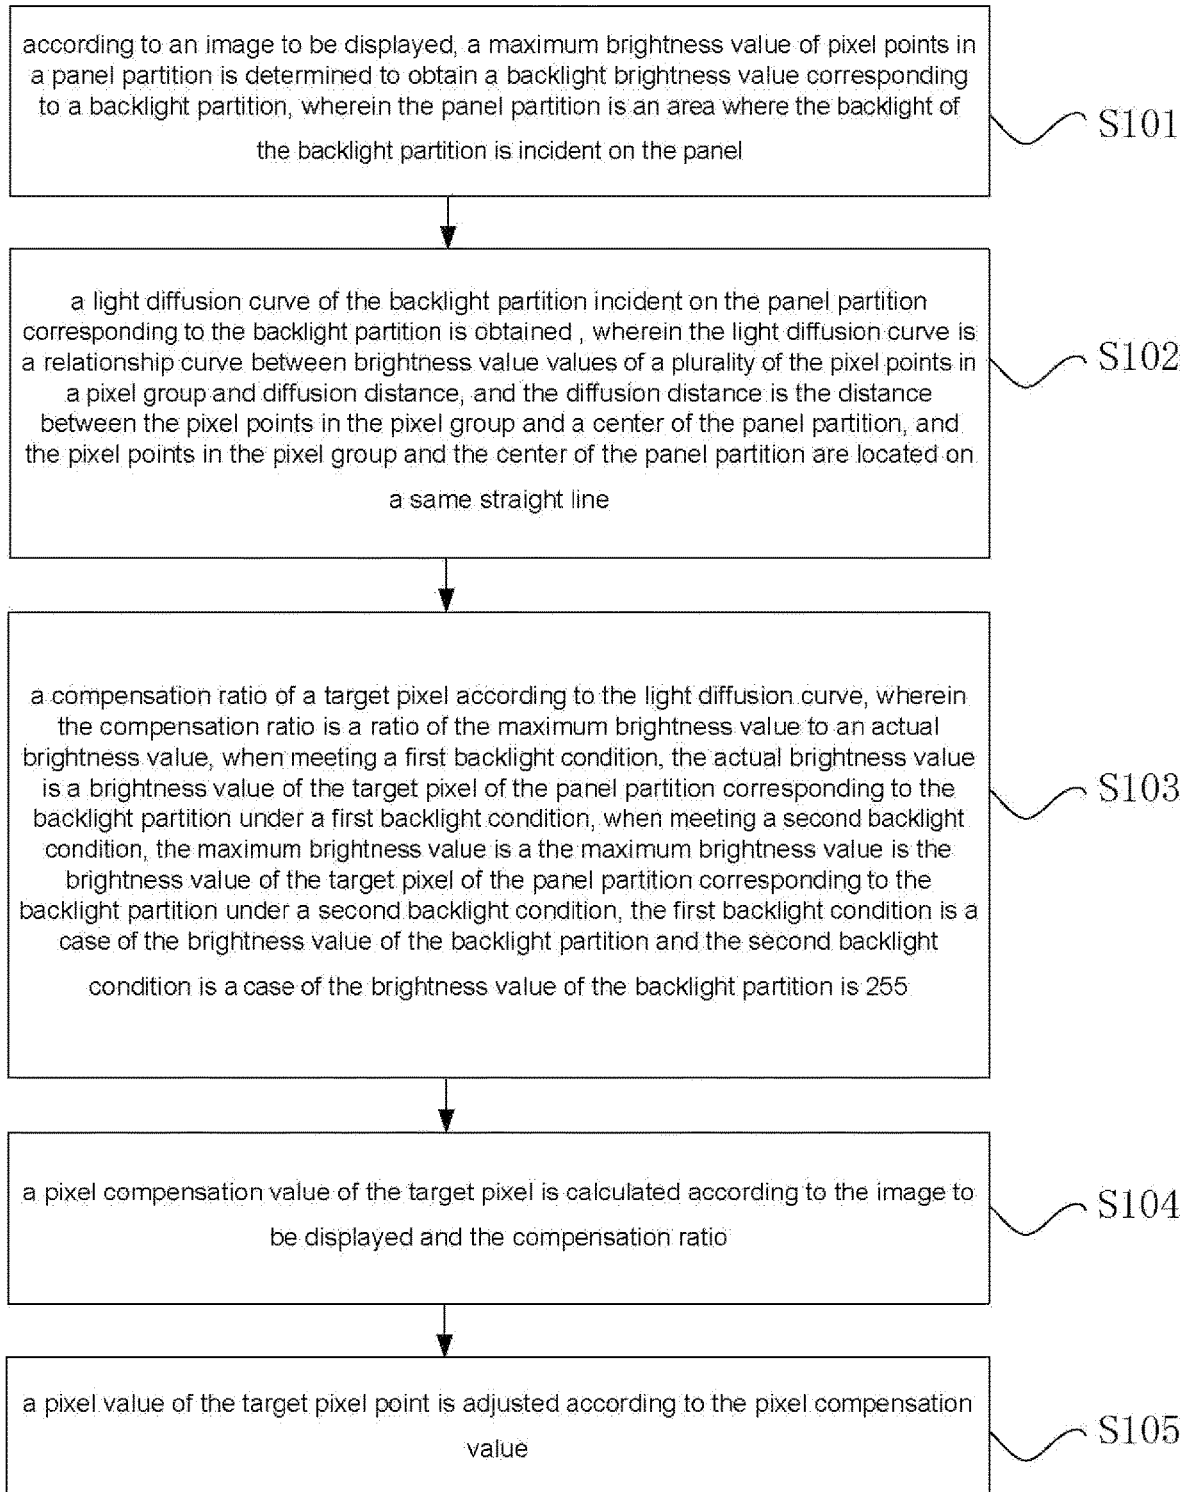 according to an image to be displayed, a maximum brightness value of pixel points in
a panel partition is determined to obtain a backlight brightness value corresponding
to a backlight partition, wherein the panel partition is an area where the backlight of
the backlight partition is incident on the panel
S101
a light diffusion curve of the backlight partition incident on the panel partition
corresponding to the backlight partition is obtained , wherein the light diffusion curve is
a relationship curve between brightness value values of a plurality of the pixel points in
a pixel group and diffusion distance, and the diffusion distance is the distance
between the pixel points in the pixel group and a center of the panel partition, and
the pixel points in the pixel group and the center of the panel partition are located on
a same straight line
S102
a compensation ratio of a target pixel according to the light diffusion curve, wherein
the compensation ratio is a ratio of the maximum brightness value to an actual
brightness value, when meeting a first backlight condition, the actual brightness value
is a brightness value of the target pixel of the panel partition corresponding to the
backlight partition under a first backlight condition, when meeting a second backlight
condition, the maximum brightness value is a the maximum brightness value is the
brightness value of the target pixel of the panel partition corresponding to the
backlight partition under a second backlight condition, the first backlight condition is a
case of the brightness value of the backlight partition and the second backlight
condition is a case of the brightness value of the backlight partition is 255
S103
a pixel compensation value of the target pixel is calculated according to the image to
be displayed and the compensation ratio
S104
a pixel value of the target pixel point is adjusted according to the pixel compensation
value
S105